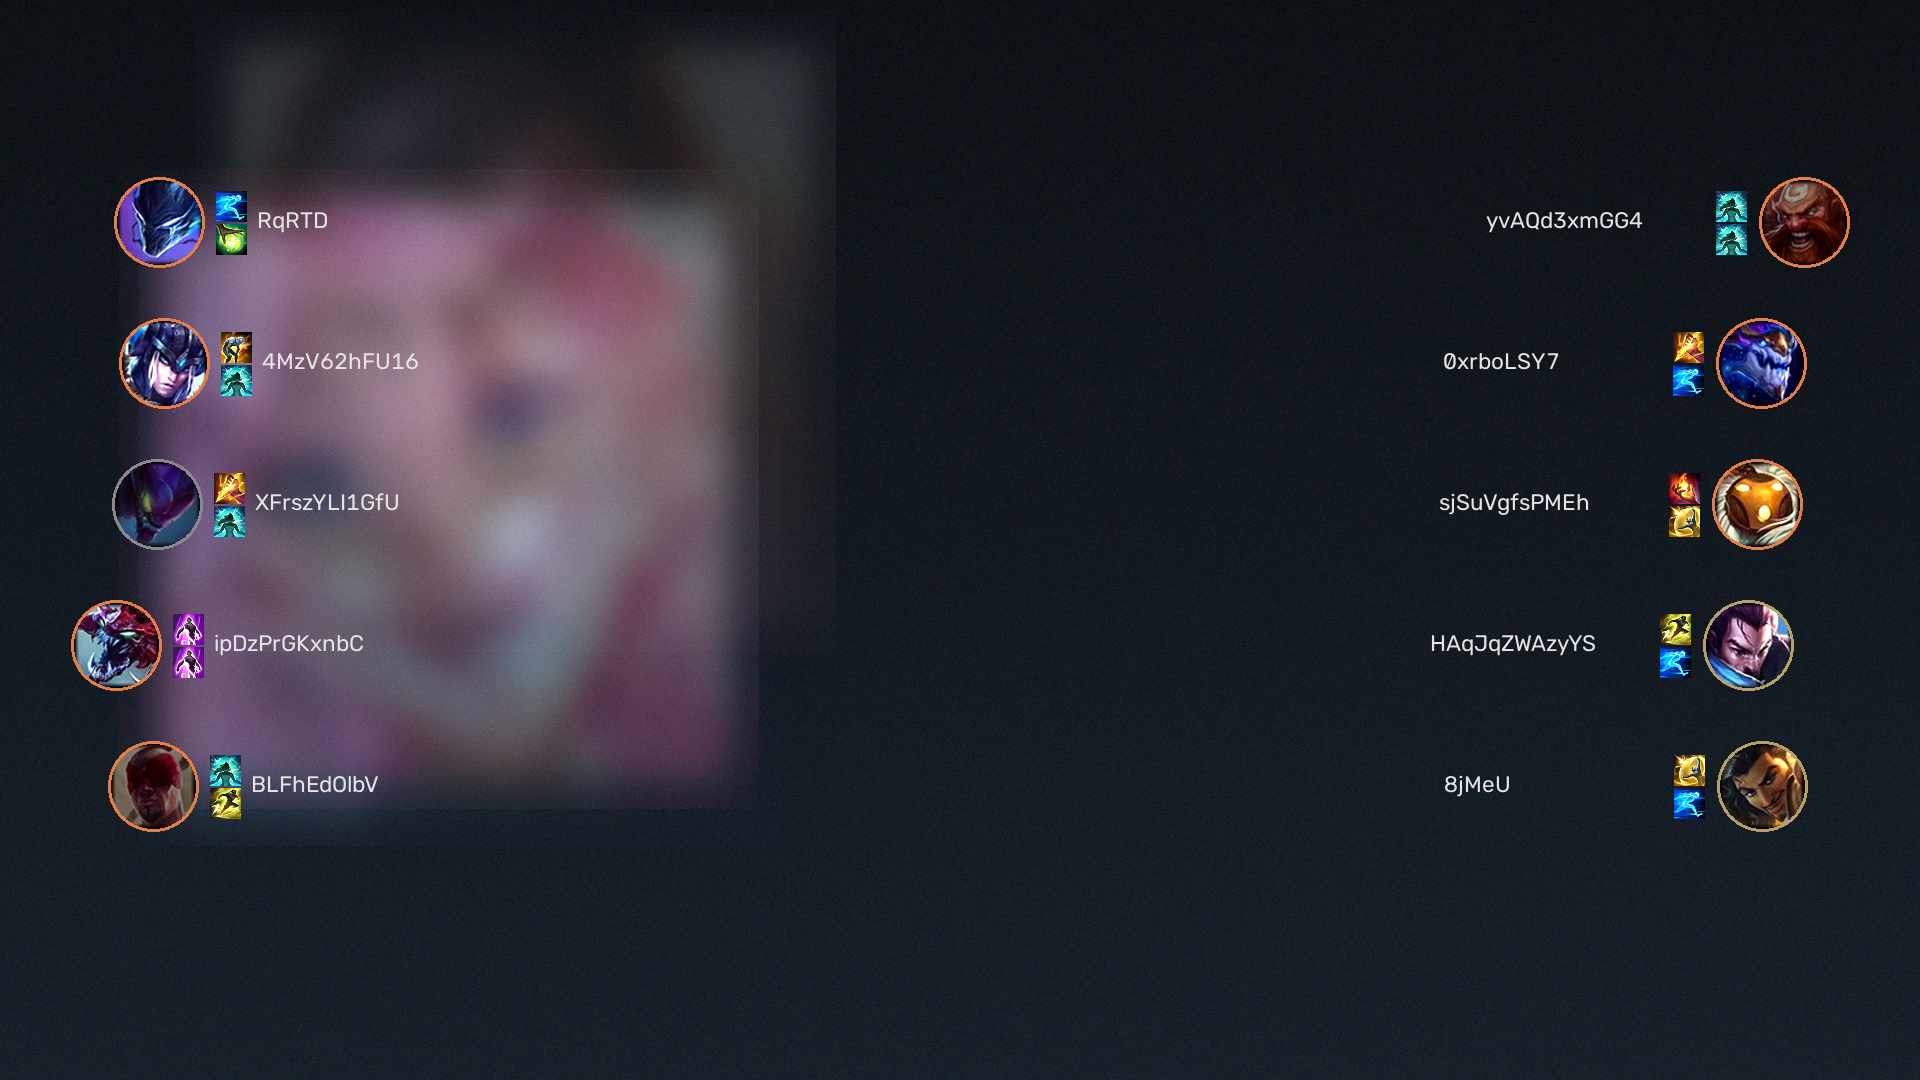 RqRTD
4MzV62hFU16
XFrszYLI1GfU
ipDzPrGKxnbC
BLFhEdOlbV
yvAQd3xmGG4
0xrboLSY7
sjSuVgfsPMEh
HAqJqZWAzyYS
8jMeU